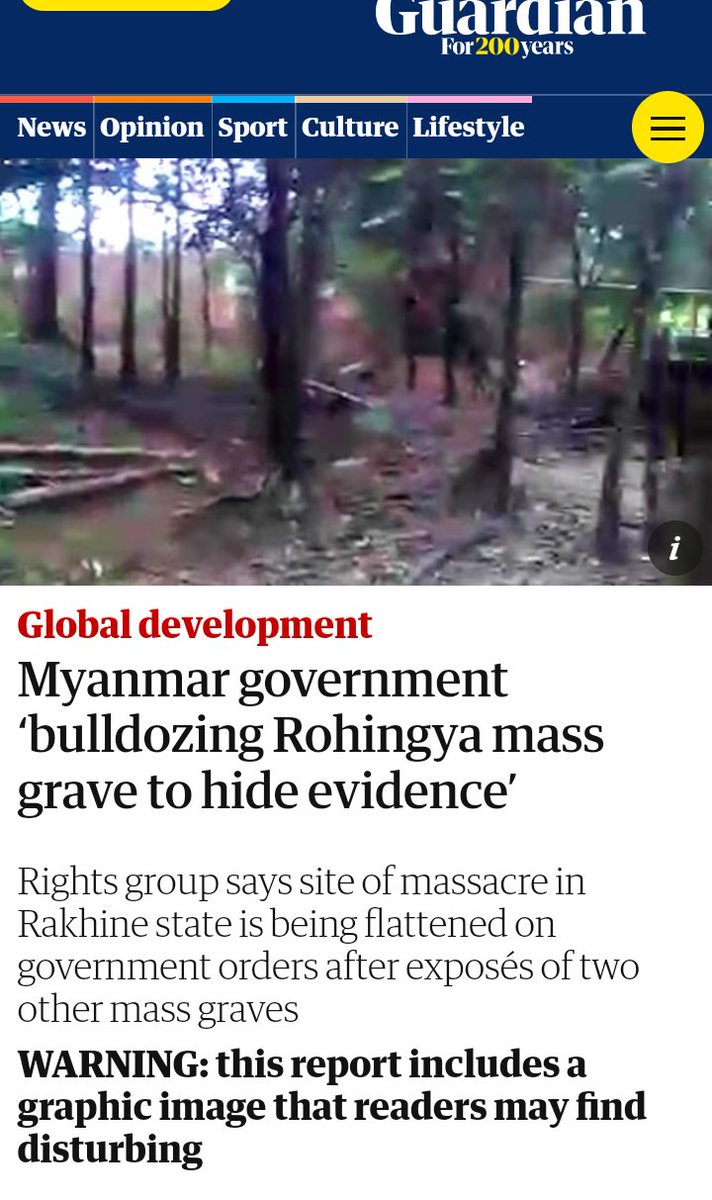 Guardian
For 200 years
News Opinion Sport Culture Lifestyle
i
Global development
Myanmar government
‘bulldozing Rohingya mass
grave to hide evidence’
Rights group says site of massacre in
Rakhine state is being flattened on
government orders after exposés of two
other mass graves
WARNING: this report includes a
graphic image that readers may find
disturbing